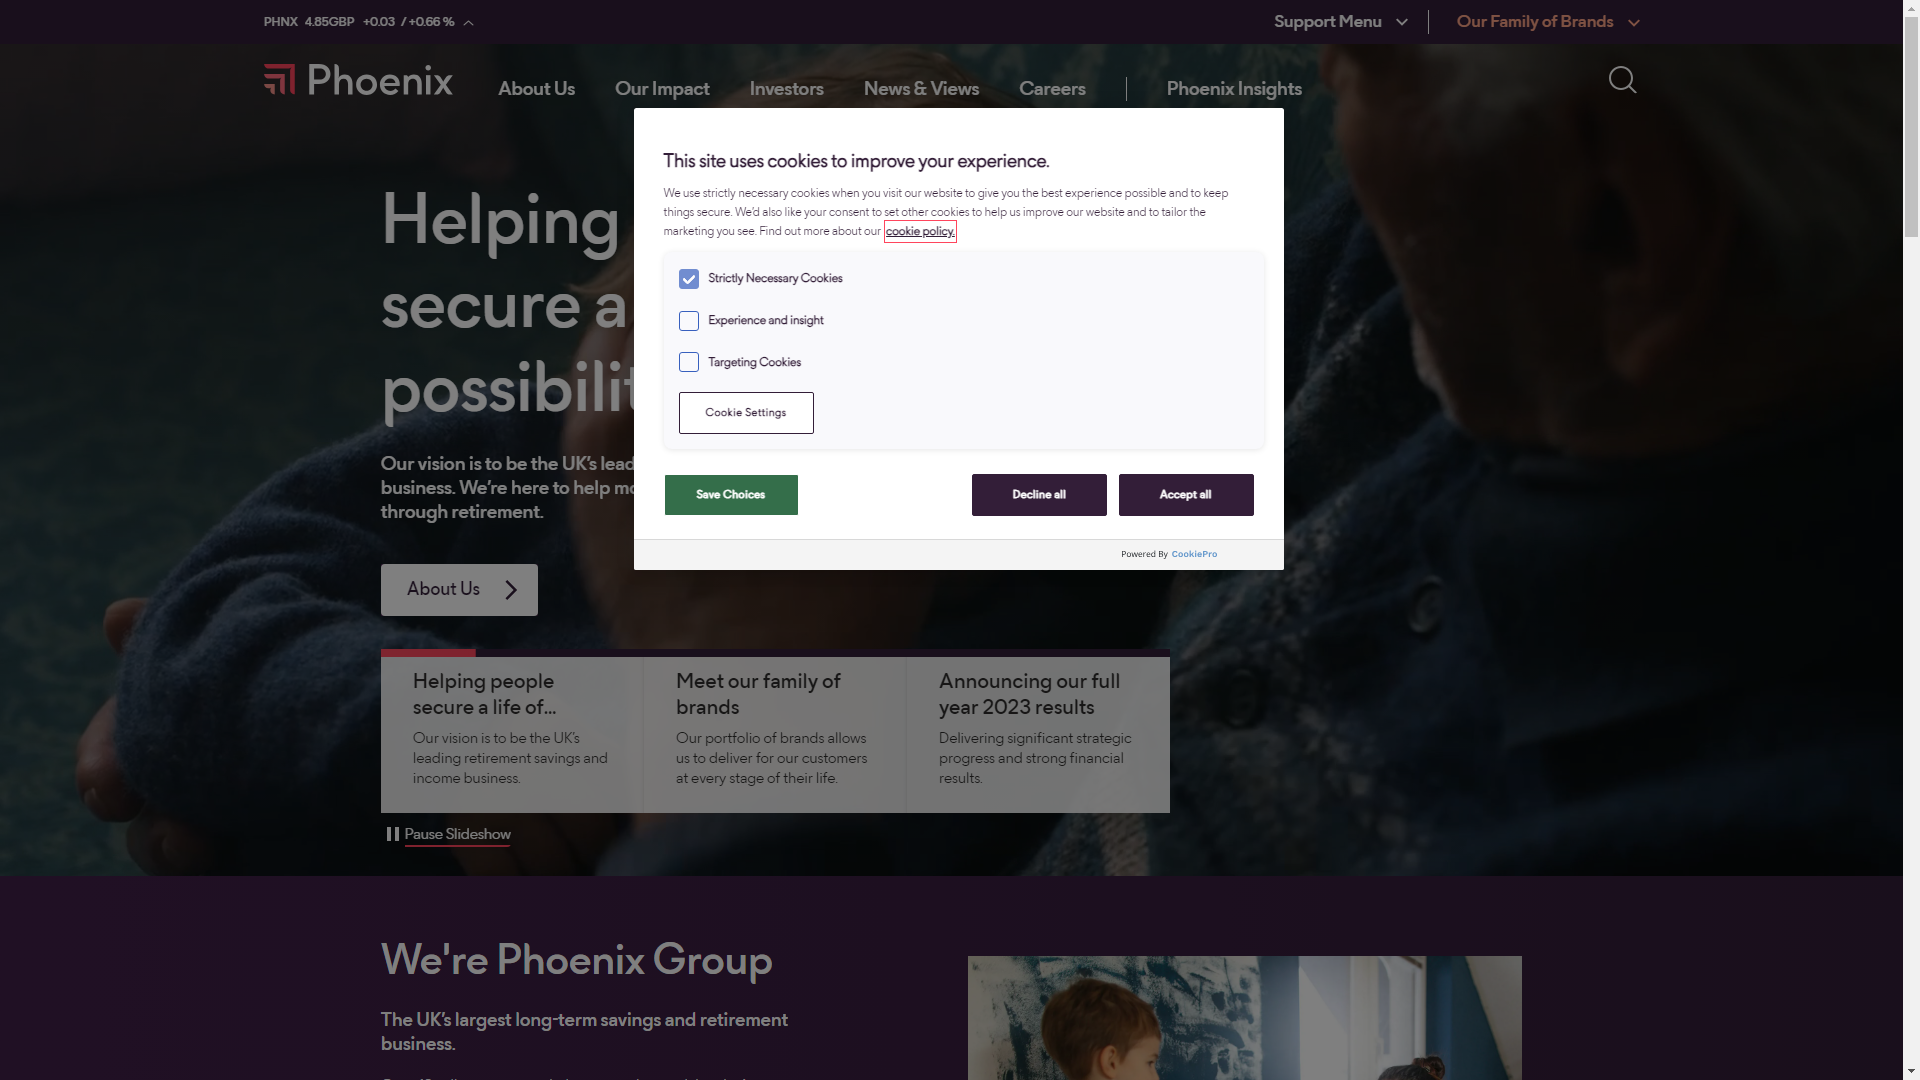 PHNX 4.85GBP +0.03 / +0.66 %
Support Menu
Our Family of Brands
Phoenix
About Us
Our Impact
Investors
News & Views
Careers
Phoenix Insights
This site uses cookies to improve your experience.
We use strictly necessary cookies when you visit our website to give you the best experience possible and to keep
things secure. We'd also like your consent to set other cookies to help us improve our website and to tailor the
marketing you see. Find out more about our cookie policy.
Strictly Necessary Cookies
Experience and insight
Targeting Cookies
Cookie Settings
Save Choices
Decline all
Accept all
Powered By CookiePro
Helping
secure a
possibilit
Our vision is to be the UK's lead
business. We're here to help mo
through retirement.
About Us
Helping people
secure a life of...
Our vision is to be the UK's
leading retirement savings and
income business.
Meet our family of
brands
Our portfolio of brands allows
us to deliver for our customers
at every stage of their life.
Announcing our full
year 2023 results
Delivering significant strategic
progress and strong financial
results.
Pause Slideshow
We're Phoenix Group
The UK's largest long-term savings and retirement
business.